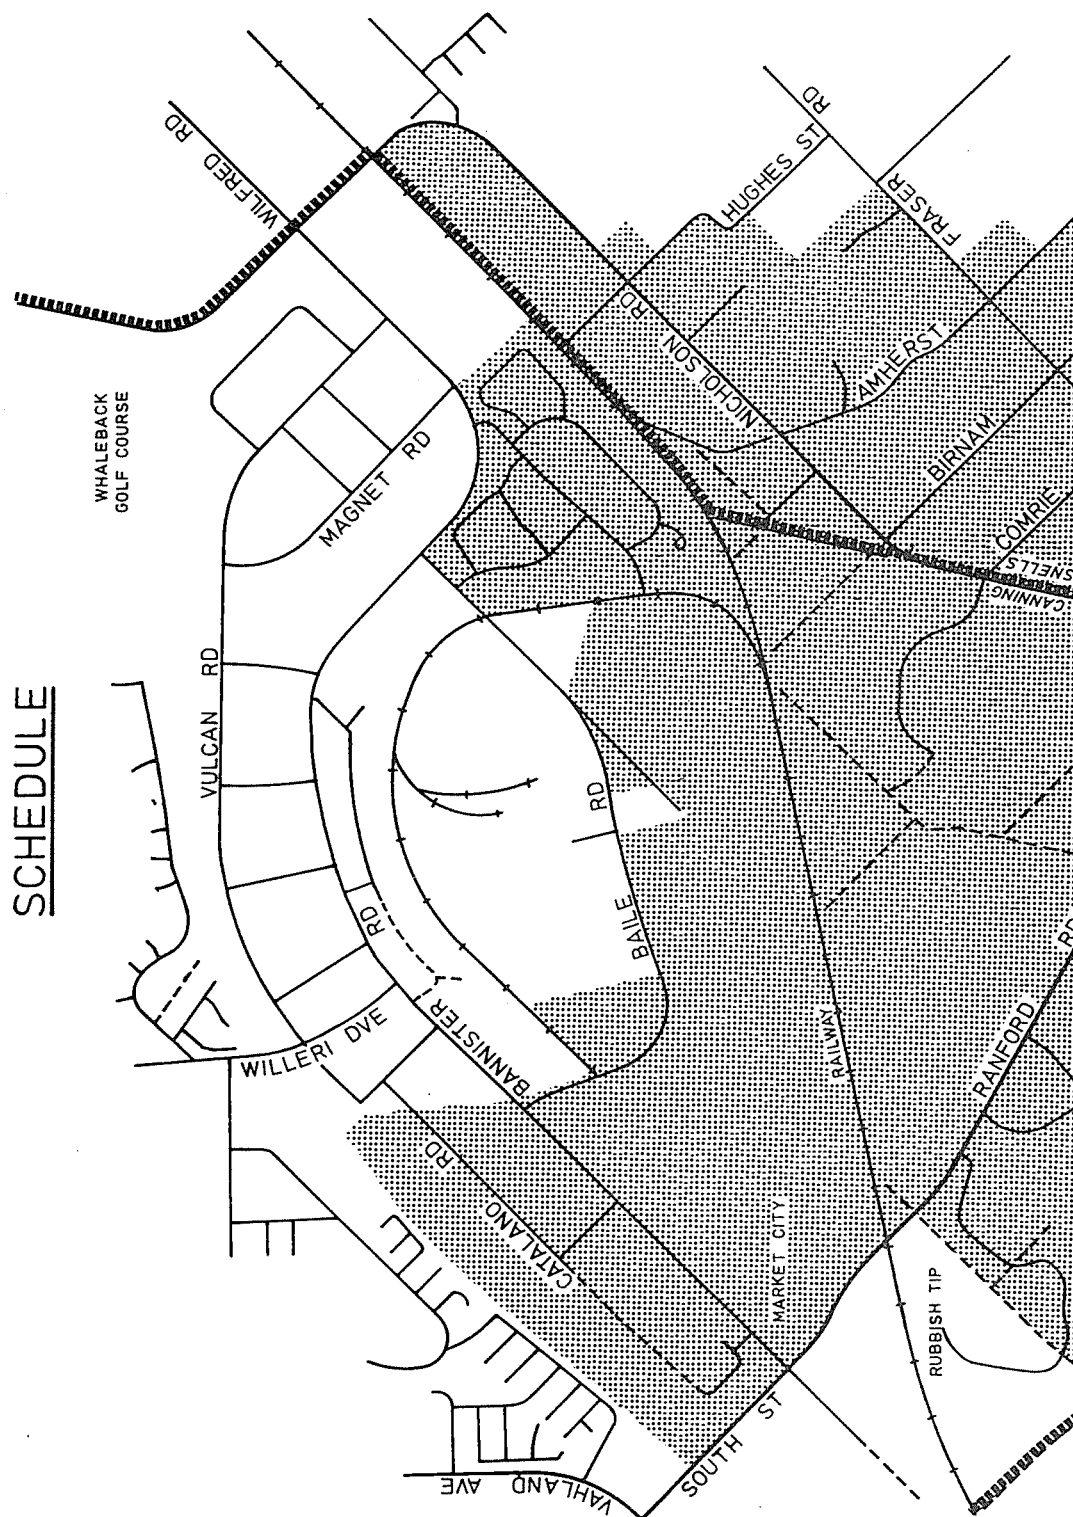 SCHEDULE
WHALEBACK
GOLF COURSE
WILFRED RD
MAGNET RD
VULCAN RD
WILLERI DVE
BANNISTER RD
BAILE RD
CATALANO RD
VAHLAND AVE
SOUTH ST
MARKET CITY
RUBBISH TIP
RAILWAY
RANFORD RD
HUGHES ST
FRASER RD
NICHOLSON RD
AMHERST
BIRNAM
COMRIE
SNELLS
CANNING